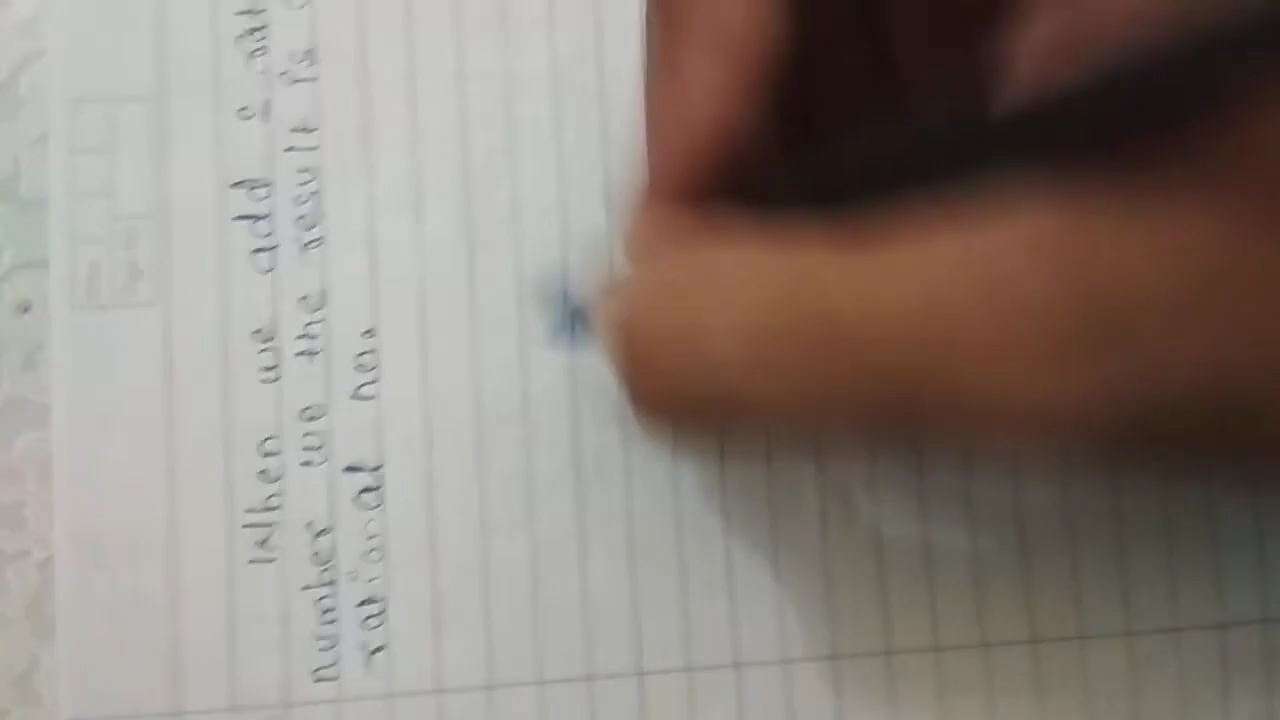 When we add 2
number we the result is
rational no.